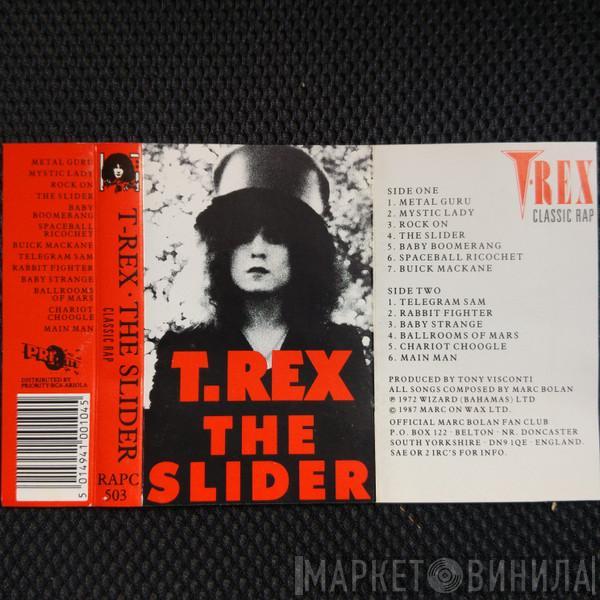 METAL GURU
MYSTIC LADY
ROCK ON
THE SLIDER
BABY
BOOMERANG
SPACEBALL
RICOCHET
BUICK MACKANE
TELEGRAM SAM
RABBIT FIGHTER
BABY STRANGE
BALLROOMS
OF MARS
CHARIOT
CHOOGLE
MAIN MAN
DISTRIBUTED BY
PRIORITY/RCA-ARIOLA
5 014941 001045
T-REX · THE SLIDER
CLASSIC RAP
RAPC
503
T.REX
THE
SLIDER
T·REX
CLASSIC RAP
SIDE ONE
1. METAL GURU
2. MYSTIC LADY
3. ROCK ON
4. THE SLIDER
5. BABY BOOMERANG
6. SPACEBALL RICOCHET
7. BUICK MACKANE
SIDE TWO
1. TELEGRAM SAM
2. RABBIT FIGHTER
3. BABY STRANGE
4. BALLROOMS OF MARS
5. CHARIOT CHOOGLE
6. MAIN MAN
PRODUCED BY TONY VISCONTI
ALL SONGS COMPOSED BY MARC BOLAN
℗ 1972 WIZARD (BAHAMAS) LTD
© 1987 MARC ON WAX LTD.
OFFICIAL MARC BOLAN FAN CLUB
P.O. BOX 122 · BELTON · NR. DONCASTER
SOUTH YORKSHIRE · DN9 1QE · ENGLAND.
SAE OR 2 IRC'S FOR INFO.
МАРКЕТ ВИНИЛА